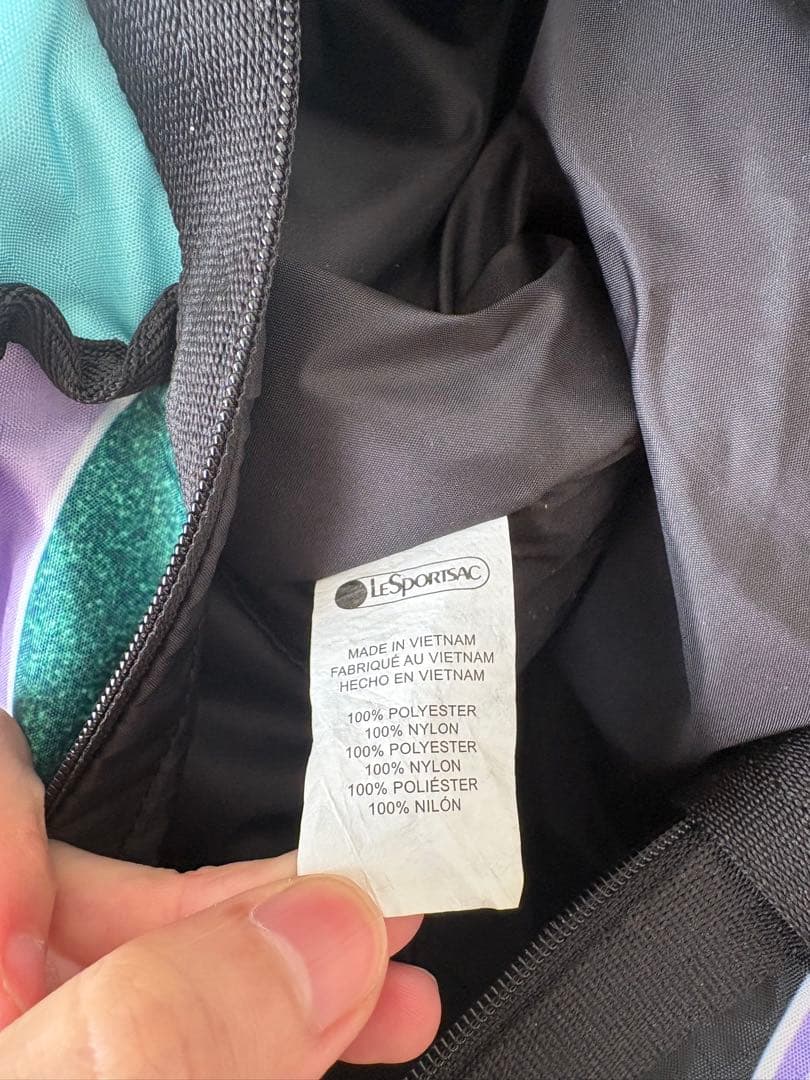 LESPORTSAC
MADE IN VIETNAM
FABRIQUÉ AU VIETNAM
HECHO EN VIETNAM
100% POLYESTER
100% NYLON
100% POLYESTER
100% NYLON
100% POLIÉSTER
100% NILÓN